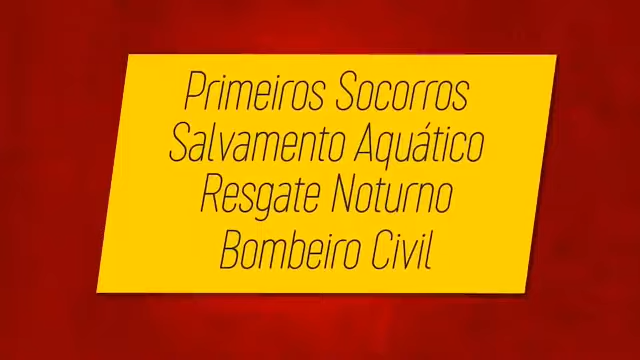 Primeiros Socorros
Salvamento Aquático
Resgate Noturno
Bombeiro Civil